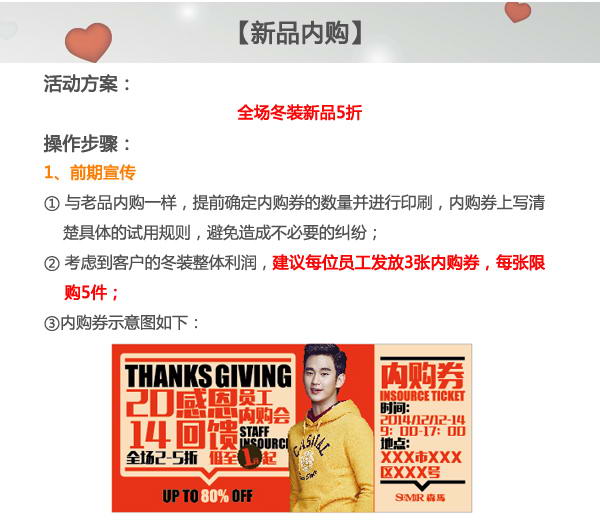 【新品内购】
活动方案：
全场冬装新品5折
操作步骤：
1、前期宣传
① 与老品内购一样，提前确定内购券的数量并进行印刷，内购券上写清
楚具体的试用规则，避免造成不必要的纠纷；
② 考虑到客户的冬装整体利润，建议每位员工发放3张内购券，每张限
购5件；
③内购券示意图如下：
THANKS GIVING
20 感恩 员工
内购会
14 回馈 STAFF
INSOURCE
全场2-5折 低至1折起
UP TO 80% OFF
CASUAL
内购券
INSOURCE TICKET
时间：
2014/12/12-14
9：00-17：00
地点：
XXX市XXX
区XXX号
SEMIR 森馬